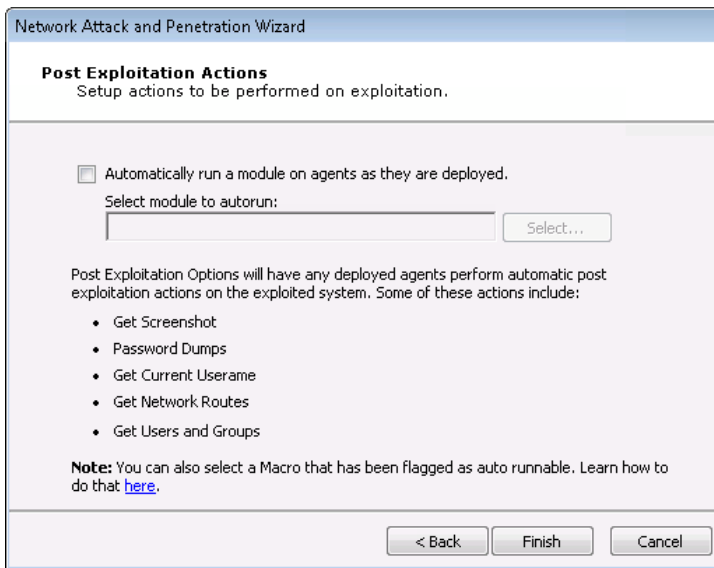 Network Attack and Penetration Wizard
Post Exploitation Actions
Setup actions to be performed on exploitation.
Automatically run a module on agents as they are deployed.
Select module to autorun:
Select...
Post Exploitation Options will have any deployed agents perform automatic post
exploitation actions on the exploited system. Some of these actions include:
• Get Screenshot
• Password Dumps
• Get Current Userame
• Get Network Routes
• Get Users and Groups
Note: You can also select a Macro that has been flagged as auto runnable. Learn how to
do that here.
< Back Finish Cancel